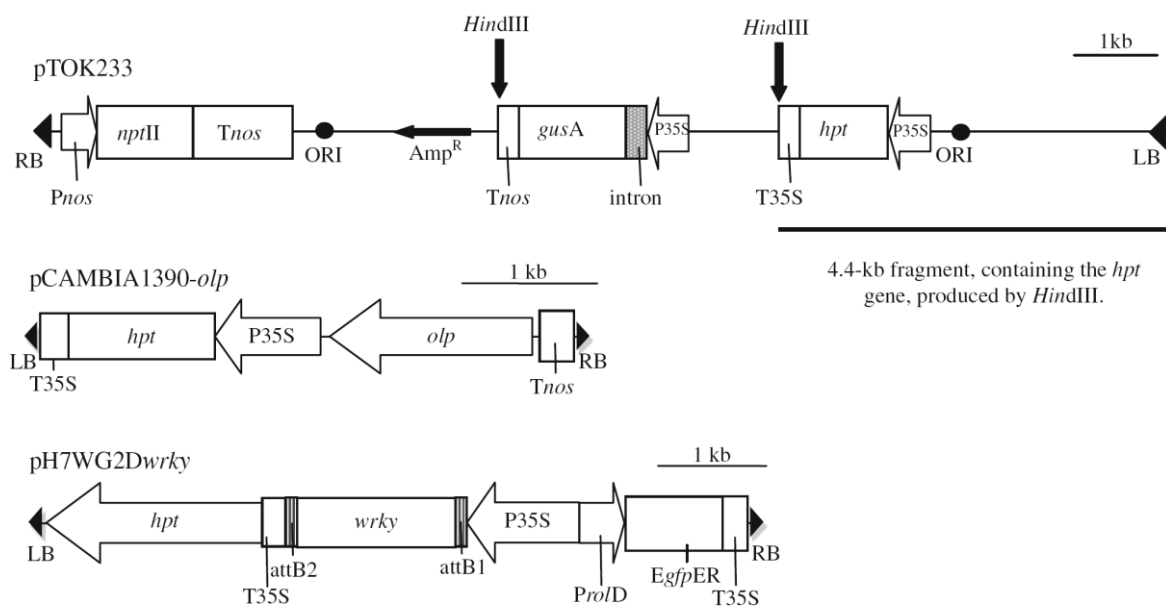 HindIII HindIII
1kb
pTOK233
nptII Tnos gusA P35S hpt P35S
RB ORI Amp^R ORI LB
Pnos Tnos intron T35S
4.4-kb fragment, containing the hpt
gene, produced by HindIII.
pCAMBIA1390-olp 1 kb
hpt P35S olp
LB RB
T35S Tnos
pH7WG2Dwrky 1 kb
hpt wrky P35S
LB attB2 attB1 EgfpER RB
T35S ProlD T35S